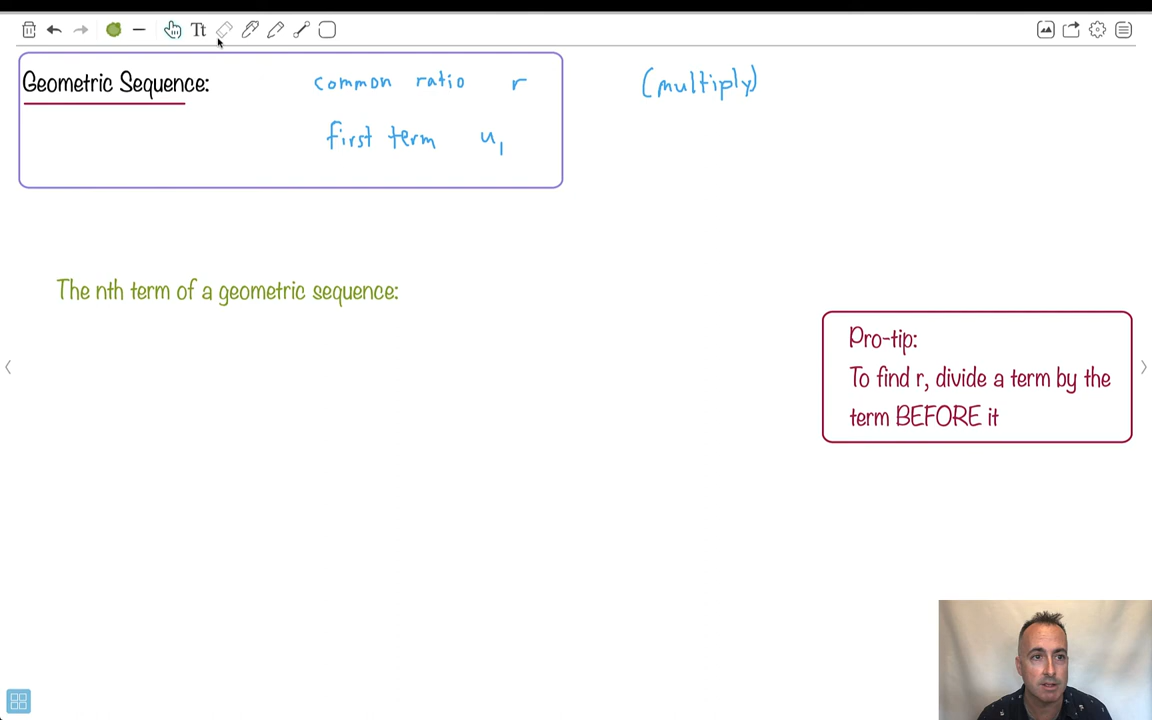 Tt
Geometric Sequence: common ratio r (multiply)
first term u₁
The nth term of a geometric sequence:
Pro-tip:
To find r, divide a term by the
term BEFORE it